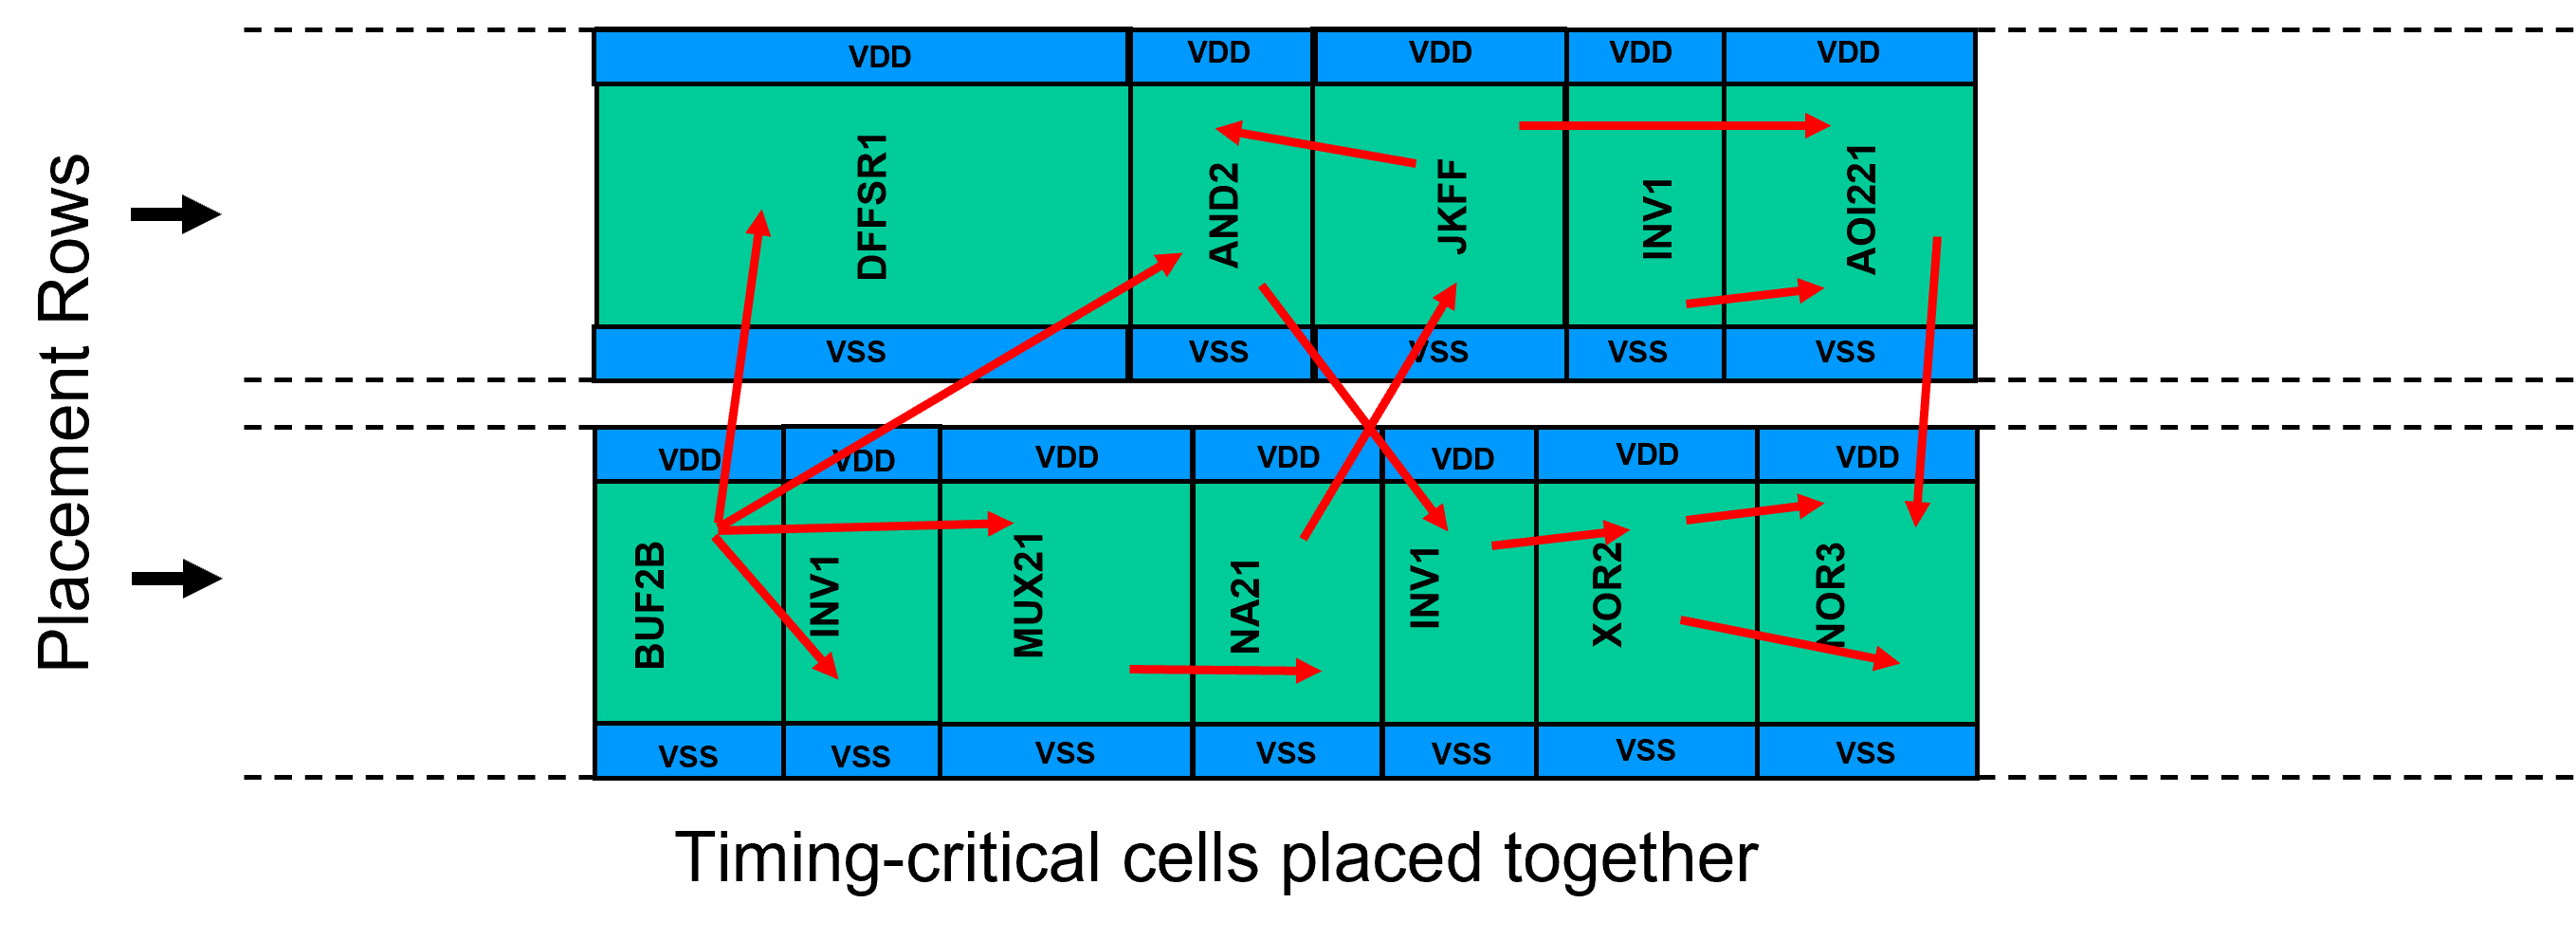 Placement Rows
VDD VDD VDD VDD VDD
DFFSR1 AND2 JKFF INV1 AOI221
VSS VSS VSS VSS VSS
VDD VDD VDD VDD VDD VDD VDD
BUF2B INV1 MUX21 NA21 INV1 XOR2 NOR3
VSS VSS VSS VSS VSS VSS VSS
Timing-critical cells placed together